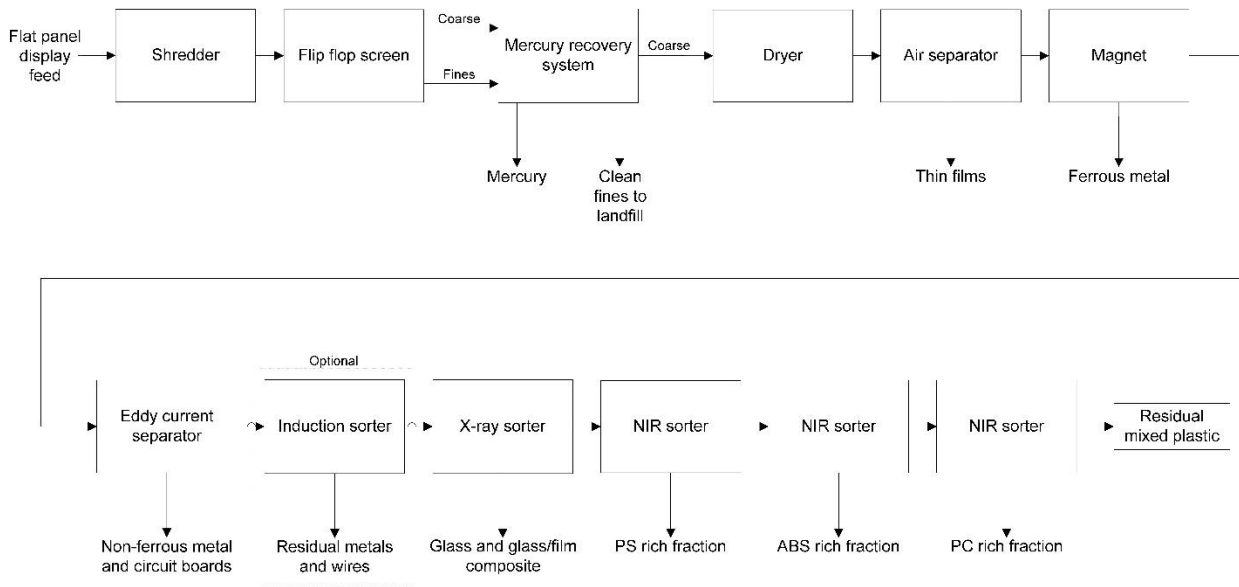 Flat panel
display
feed
Shredder
Flip flop screen
Coarse
Fines
Mercury recovery
system
Coarse
Dryer
Air separator
Magnet
Mercury
Clean
fines to
landfill
Thin films
Ferrous metal
Optional
Eddy current
separator
Induction sorter
X-ray sorter
NIR sorter
NIR sorter
NIR sorter
Residual
mixed plastic
Non-ferrous metal
and circuit boards
Residual metals
and wires
Glass and glass/film
composite
PS rich fraction
ABS rich fraction
PC rich fraction